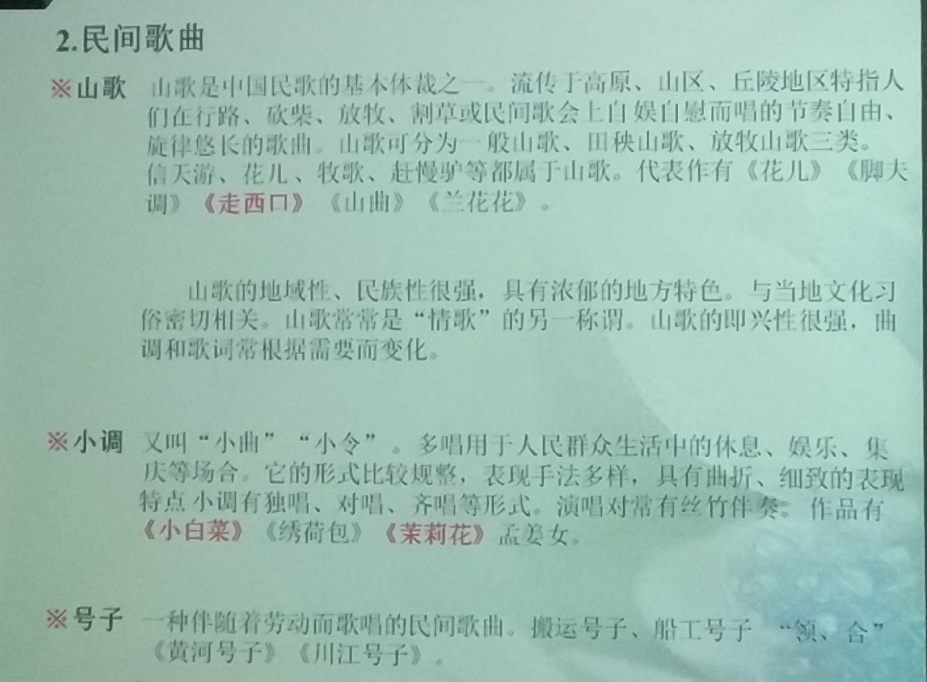 2.民间歌曲
※山歌 山歌是中国民歌的基本体裁之一。流传于高原、山区、丘陵地区特指人
们在行路、砍柴、放牧、割草或民间歌会上自娱自慰而唱的节奏自由、
旋律悠长的歌曲。山歌可分为一般山歌、田秧山歌、放牧山歌三类。
信天游、花儿、牧歌、赶慢驴等都属于山歌。代表作有《花儿》《脚夫
调》《走西口》《山曲》《兰花花》。
山歌的地域性、民族性很强，具有浓郁的地方特色。与当地文化习
俗密切相关。山歌常常是“情歌”的另一称谓。山歌的即兴性很强，曲
调和歌词常根据需要而变化。
※小调 又叫“小曲”“小令”。多唱用于人民群众生活中的休息、娱乐、集
庆等场合。它的形式比较规整，表现手法多样，具有曲折、细致的表现
特点小调有独唱、对唱、齐唱等形式。演唱对常有丝竹伴奏：作品有
《小白菜》《绣荷包》《茉莉花》孟姜女。
※号子 一种伴随着劳动而歌唱的民间歌曲。搬运号子、船工号子 “领、合”
《黄河号子》《川江号子》。